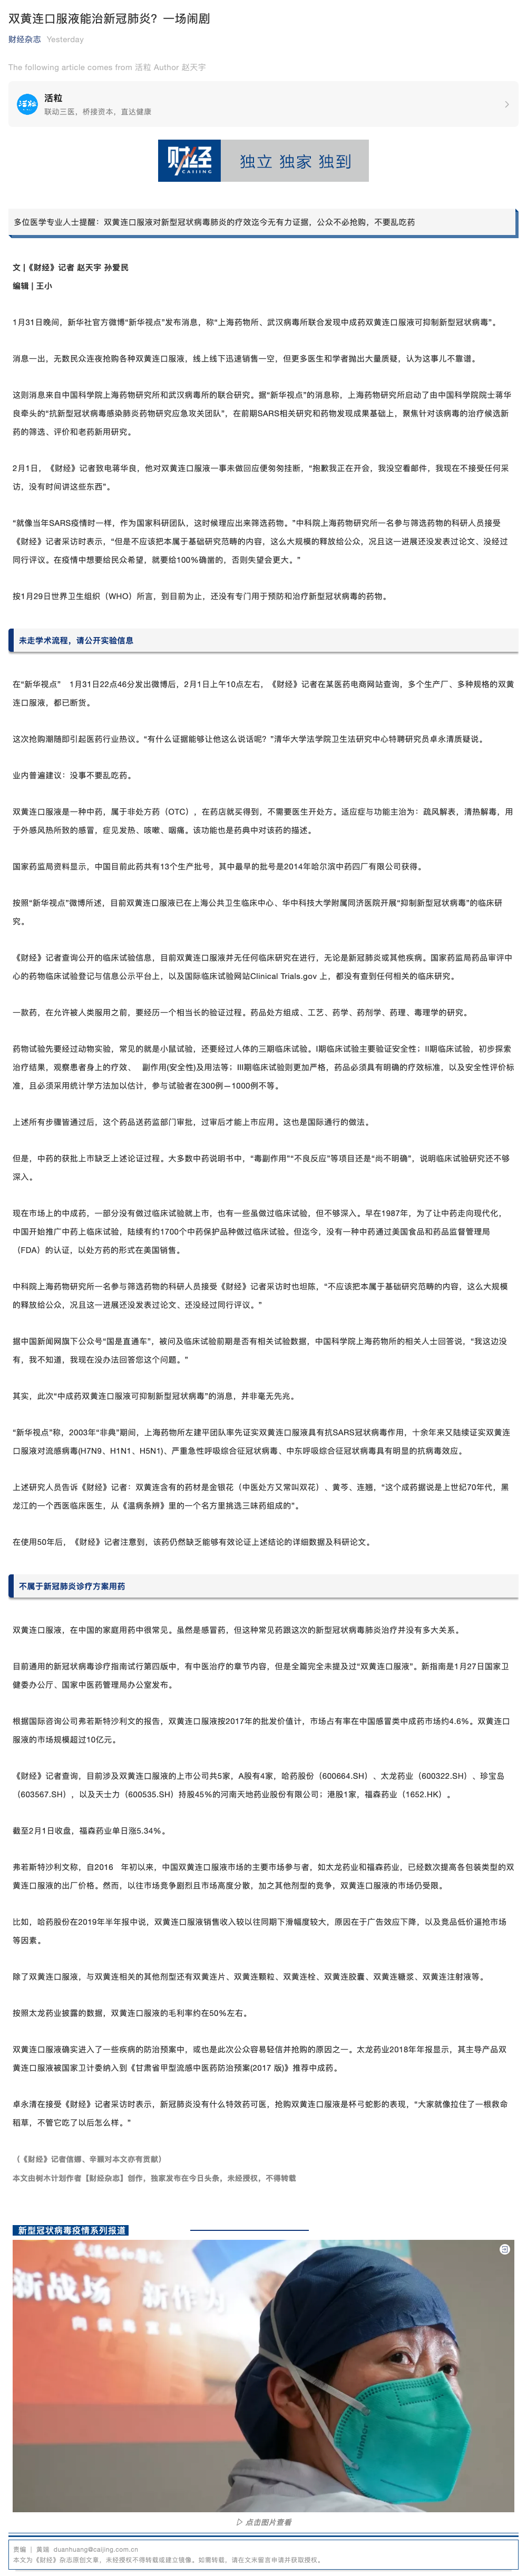 双黄连口服液能治新冠肺炎？一场闹剧
财经杂志 Yesterday
The following article comes from 活粒 Author 赵天宇
活粒
活粒
联动三医，桥接资本，直达健康
财经
CAIJING
独立 独家 独到
多位医学专业人士提醒：双黄连口服液对新型冠状病毒肺炎的疗效迄今无有力证据，公众不必抢购，不要乱吃药
文 |《财经》记者 赵天宇 孙爱民
编辑 | 王小
1月31日晚间，新华社官方微博“新华视点”发布消息，称“上海药物所、武汉病毒所联合发现中成药双黄连口服液可抑制新型冠状病毒”。
消息一出，无数民众连夜抢购各种双黄连口服液，线上线下迅速销售一空，但更多医生和学者抛出大量质疑，认为这事儿不靠谱。
这则消息来自中国科学院上海药物研究所和武汉病毒所的联合研究。据“新华视点”的消息称，上海药物研究所启动了由中国科学院院士蒋华
良牵头的“抗新型冠状病毒感染肺炎药物研究应急攻关团队”，在前期SARS相关研究和药物发现成果基础上，聚焦针对该病毒的治疗候选新
药的筛选、评价和老药新用研究。
2月1日，《财经》记者致电蒋华良，他对双黄连口服液一事未做回应便匆匆挂断，“抱歉我正在开会，我没空看邮件，我现在不接受任何采
访，没有时间讲这些东西”。
“就像当年SARS疫情时一样，作为国家科研团队，这时候理应出来筛选药物。”中科院上海药物研究所一名参与筛选药物的科研人员接受
《财经》记者采访时表示，“但是不应该把本属于基础研究范畴的内容，这么大规模的释放给公众，况且这一进展还没发表过论文、没经过
同行评议。在疫情中想要给民众希望，就要给100%确凿的，否则失望会更大。”
按1月29日世界卫生组织（WHO）所言，到目前为止，还没有专门用于预防和治疗新型冠状病毒的药物。
未走学术流程，请公开实验信息
在“新华视点” 1月31日22点46分发出微博后，2月1日上午10点左右，《财经》记者在某医药电商网站查询，多个生产厂、多种规格的双黄
连口服液，都已断货。
这次抢购潮随即引起医药行业热议。“有什么证据能够让他这么说话呢？”清华大学法学院卫生法研究中心特聘研究员卓永清质疑说。
业内普遍建议：没事不要乱吃药。
双黄连口服液是一种中药，属于非处方药（OTC），在药店就买得到，不需要医生开处方。适应症与功能主治为：疏风解表，清热解毒，用
于外感风热所致的感冒，症见发热、咳嗽、咽痛。该功能也是药典中对该药的描述。
国家药监局资料显示，中国目前此药共有13个生产批号，其中最早的批号是2014年哈尔滨中药四厂有限公司获得。
按照“新华视点”微博所述，目前双黄连口服液已在上海公共卫生临床中心、华中科技大学附属同济医院开展“抑制新型冠状病毒”的临床研
究。
《财经》记者查询公开的临床试验信息，目前双黄连口服液并无任何临床研究在进行，无论是新冠肺炎或其他疾病。国家药监局药品审评中
心的药物临床试验登记与信息公示平台上，以及国际临床试验网站Clinical Trials.gov 上，都没有查到任何相关的临床研究。
一款药，在允许被人类服用之前，要经历一个相当长的验证过程。药品处方组成、工艺、药学、药剂学、药理、毒理学的研究。
药物试验先要经过动物实验，常见的就是小鼠试验，还要经过人体的三期临床试验。I期临床试验主要验证安全性；II期临床试验，初步探索
治疗结果，观察患者身上的疗效、 副作用(安全性)及用法等；III期临床试验则更加严格，药品必须具有明确的疗效标准，以及安全性评价标
准，且必须采用统计学方法加以估计，参与试验者在300例—1000例不等。
上述所有步骤皆通过后，这个药品送药监部门审批，过审后才能上市应用。这也是国际通行的做法。
但是，中药的获批上市缺乏上述论证过程。大多数中药说明书中，“毒副作用”“不良反应”等项目还是“尚不明确”，说明临床试验研究还不够
深入。
现在市场上的中成药，一部分没有做过临床试验就上市，也有一些虽做过临床试验，但不够深入。早在1987年，为了让中药走向现代化，
中国开始推广中药上临床试验，陆续有约1700个中药保护品种做过临床试验。但迄今，没有一种中药通过美国食品和药品监督管理局
（FDA）的认证，以处方药的形式在美国销售。
中科院上海药物研究所一名参与筛选药物的科研人员接受《财经》记者采访时也坦陈，“不应该把本属于基础研究范畴的内容，这么大规模
的释放给公众，况且这一进展还没发表过论文、还没经过同行评议。”
据中国新闻网旗下公众号“国是直通车”，被问及临床试验前期是否有相关试验数据，中国科学院上海药物所的相关人士回答说，“我这边没
有，我不知道，我现在没办法回答您这个问题。”
其实，此次“中成药双黄连口服液可抑制新型冠状病毒”的消息，并非毫无先兆。
“新华视点”称，2003年“非典”期间，上海药物所左建平团队率先证实双黄连口服液具有抗SARS冠状病毒作用，十余年来又陆续证实双黄连
口服液对流感病毒(H7N9、H1N1、H5N1)、严重急性呼吸综合征冠状病毒、中东呼吸综合征冠状病毒具有明显的抗病毒效应。
上述研究人员告诉《财经》记者：双黄连含有的药材是金银花（中医处方又常叫双花）、黄芩、连翘，“这个成药据说是上世纪70年代，黑
龙江的一个西医临床医生，从《温病条辨》里的一个名方里挑选三味药组成的”。
在使用50年后，《财经》记者注意到，该药仍然缺乏能够有效论证上述结论的详细数据及科研论文。
不属于新冠肺炎诊疗方案用药
双黄连口服液，在中国的家庭用药中很常见。虽然是感冒药，但这种常见药跟这次的新型冠状病毒肺炎治疗并没有多大关系。
目前通用的新冠状病毒诊疗指南试行第四版中，有中医治疗的章节内容，但是全篇完全未提及过“双黄连口服液”。新指南是1月27日国家卫
健委办公厅、国家中医药管理局办公室发布。
根据国际咨询公司弗若斯特沙利文的报告，双黄连口服液按2017年的批发价值计，市场占有率在中国感冒类中成药市场约4.6%。双黄连口
服液的市场规模超过10亿元。
《财经》记者查询，目前涉及双黄连口服液的上市公司共5家，A股有4家，哈药股份（600664.SH）、太龙药业（600322.SH）、珍宝岛
（603567.SH），以及天士力（600535.SH）持股45%的河南天地药业股份有限公司；港股1家，福森药业（1652.HK）。
截至2月1日收盘，福森药业单日涨5.34%。
弗若斯特沙利文称，自2016 年初以来，中国双黄连口服液市场的主要市场参与者，如太龙药业和福森药业，已经数次提高各包装类型的双
黄连口服液的出厂价格。然而，以往市场竞争剧烈且市场高度分散，加之其他剂型的竞争，双黄连口服液的市场仍受限。
比如，哈药股份在2019年半年报中说，双黄连口服液销售收入较以往同期下滑幅度较大，原因在于广告效应下降，以及竞品低价逼抢市场
等因素。
除了双黄连口服液，与双黄连相关的其他剂型还有双黄连片、双黄连颗粒、双黄连栓、双黄连胶囊、双黄连糖浆、双黄连注射液等。
按照太龙药业披露的数据，双黄连口服液的毛利率约在50%左右。
双黄连口服液确实进入了一些疾病的防治预案中，或也是此次公众容易轻信并抢购的原因之一。太龙药业2018年年报显示，其主导产品双
黄连口服液被国家卫计委纳入到《甘肃省甲型流感中医药防治预案(2017 版)》推荐中成药。
卓永清在接受《财经》记者采访时表示，新冠肺炎没有什么特效药可医，抢购双黄连口服液是杯弓蛇影的表现，“大家就像拉住了一根救命
稻草，不管它吃了以后怎么样。”
（《财经》记者信娜、辛颖对本文亦有贡献）
本文由树木计划作者【财经杂志】创作，独家发布在今日头条，未经授权，不得转载
新型冠状病毒疫情系列报道
新战场 新作为
▷ 点击图片查看
责编 | 黄端 duanhuang@caijing.com.cn
本文为《财经》杂志原创文章，未经授权不得转载或建立镜像。如需转载，请在文末留言申请并获取授权。